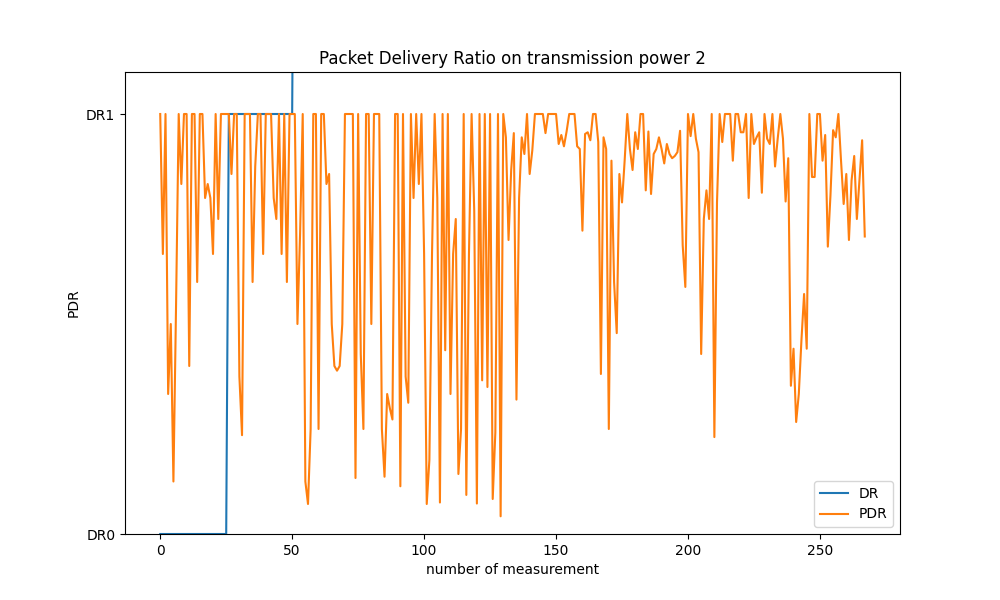 Packet Delivery Ratio on transmission power 2
DR1
PDR
DR0
0 50 100 150 200 250
number of measurement
DR
PDR